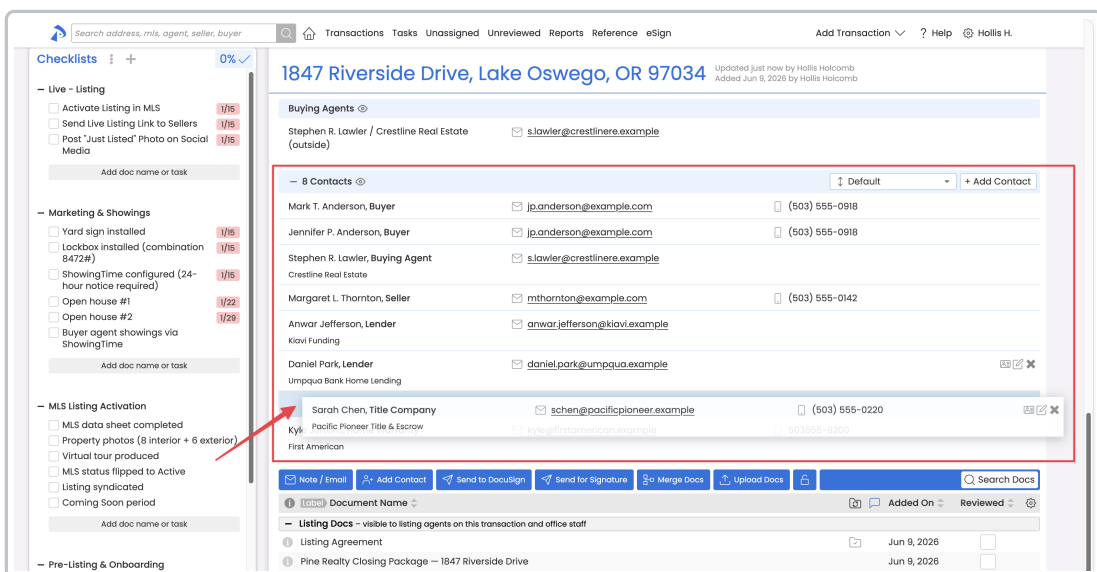 Search address, mls, agent, seller, buyer
Transactions Tasks Unassigned Unreviewed Reports Reference eSign
Add Transaction ? Help Hollis H.
Checklists 0%
Live - Listing
Activate Listing in MLS 1/15
Send Live Listing Link to Sellers 1/15
Post "Just Listed" Photo on Social 1/15
Media
Add doc name or task
Marketing & Showings
Yard sign installed 1/15
Lockbox installed (combination 1/15
8472#)
ShowingTime configured (24- 1/15
hour notice required)
Open house #1 1/22
Open house #2 1/29
Buyer agent showings via
ShowingTime
Add doc name or task
MLS Listing Activation
MLS data sheet completed
Property photos (8 interior + 6 exterior)
Virtual tour produced
MLS status flipped to Active
Listing syndicated
Coming Soon period
Add doc name or task
Pre-Listing & Onboarding
1847 Riverside Drive, Lake Oswego, OR 97034
Updated just now by Hollis Holcomb
Added Jun 9, 2026 by Hollis Holcomb
Buying Agents
Stephen R. Lawler / Crestline Real Estate s.lawler@crestlinere.example
(outside)
8 Contacts Default + Add Contact
Mark T. Anderson, Buyer jp.anderson@example.com (503) 555-0918
Jennifer P. Anderson, Buyer jp.anderson@example.com (503) 555-0918
Stephen R. Lawler, Buying Agent s.lawler@crestlinere.example
Crestline Real Estate
Margaret L. Thornton, Seller mthornton@example.com (503) 555-0142
Anwar Jefferson, Lender anwar.jefferson@kiavi.example
Kiavi Funding
Daniel Park, Lender daniel.park@umpqua.example
Umpqua Bank Home Lending
Sarah Chen, Title Company schen@pacificpioneer.example (503) 555-0220
Pacific Pioneer Title & Escrow
kyle@firstamerican.example 503555-8200
First American
Note / Email Add Contact Send to DocuSign Send for Signature Merge Docs Upload Docs Search Docs
Label Document Name Added On Reviewed
Listing Docs - visible to listing agents on this transaction and office staff
Listing Agreement Jun 9, 2026
Pine Realty Closing Package — 1847 Riverside Drive Jun 9, 2026